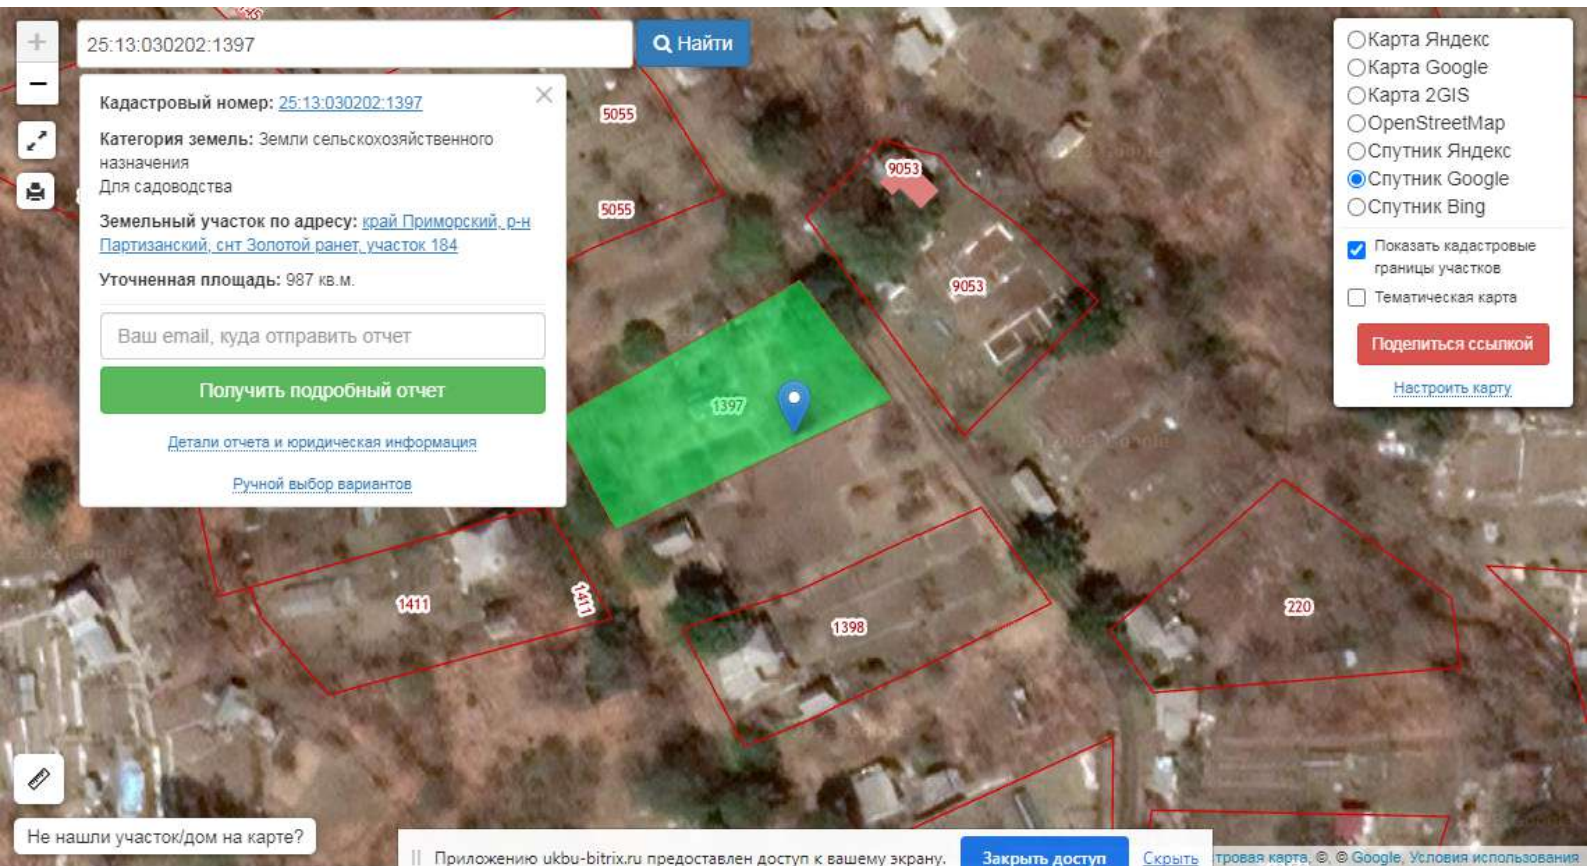 25:13:030202:1397
Найти
Кадастровый номер: 25:13:030202:1397
Категория земель: Земли сельскохозяйственного
назначения
Для садоводства
Земельный участок по адресу: край Приморский, р-н
Партизанский, снт Золотой ранет, участок 184
Уточненная площадь: 987 кв.м.
Ваш email, куда отправить отчет
Получить подробный отчет
Детали отчета и юридическая информация
Ручной выбор вариантов
Карта Яндекс
Карта Google
Карта 2GIS
OpenStreetMap
Спутник Яндекс
Спутник Google
Спутник Bing
Показать кадастровые
границы участков
Тематическая карта
Поделиться ссылкой
Настроить карту
5055
5055
9053
9053
1397
1411
1411
1398
220
Не нашли участок/дом на карте?
Приложению ukbu-bitrix.ru предоставлен доступ к вашему экрану.
Закрыть доступ
Скрыть
тровая карта, ©, © Google, Условия использования